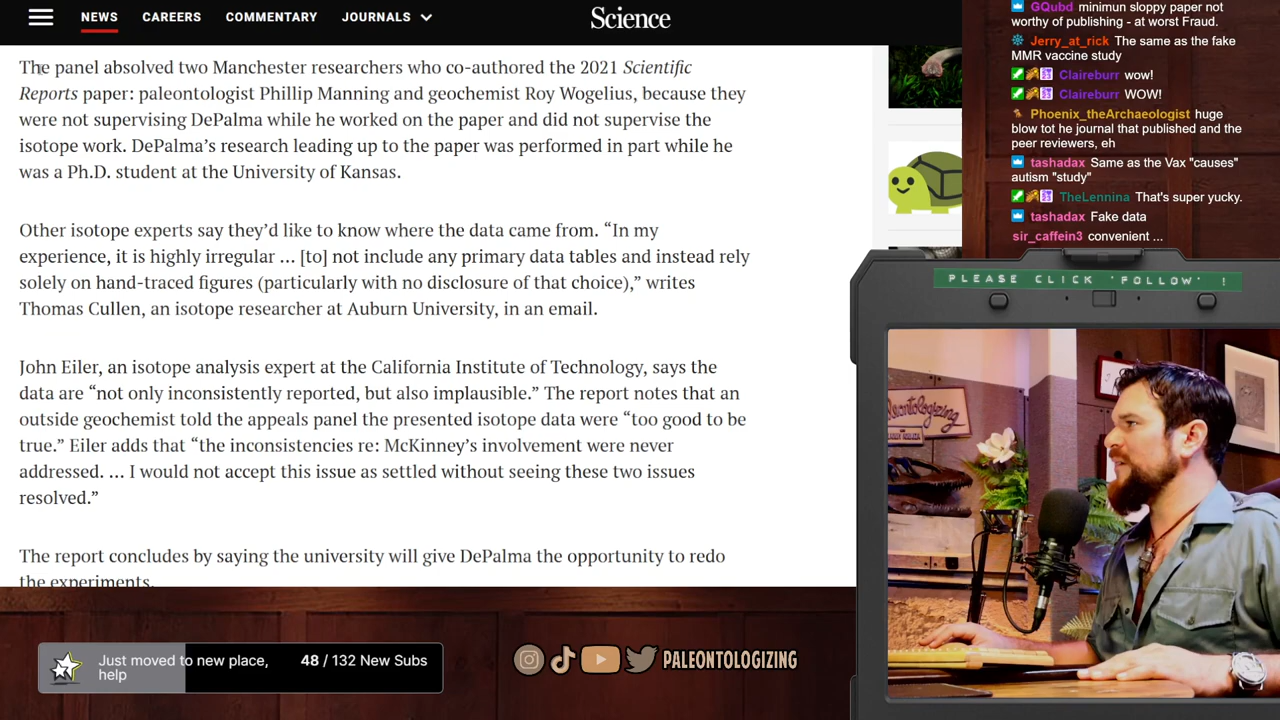 NEWS CAREERS COMMENTARY JOURNALS
Science
The panel absolved two Manchester researchers who co-authored the 2021 Scientific
Reports paper: paleontologist Phillip Manning and geochemist Roy Wogelius, because they
were not supervising DePalma while he worked on the paper and did not supervise the
isotope work. DePalma’s research leading up to the paper was performed in part while he
was a Ph.D. student at the University of Kansas.
Other isotope experts say they’d like to know where the data came from. “In my
experience, it is highly irregular … [to] not include any primary data tables and instead rely
solely on hand-traced figures (particularly with no disclosure of that choice),” writes
Thomas Cullen, an isotope researcher at Auburn University, in an email.
John Eiler, an isotope analysis expert at the California Institute of Technology, says the
data are “not only inconsistently reported, but also implausible.” The report notes that an
outside geochemist told the appeals panel the presented isotope data were “too good to be
true.” Eiler adds that “the inconsistencies re: McKinney’s involvement were never
addressed. … I would not accept this issue as settled without seeing these two issues
resolved.”
The report concludes by saying the university will give DePalma the opportunity to redo
the experiments.
GQubd minimun sloppy paper not
worthy of publishing - at worst Fraud.
Jerry_at_rick The same as the fake
MMR vaccine study
Claireburr wow!
Claireburr WOW!
Phoenix_theArchaeologist huge
blow tot he journal that published and the
peer reviewers, eh
tashadax Same as the Vax "causes"
autism "study"
TheLennina That's super yucky.
tashadax Fake data
sir_caffein3 convenient ...
PLEASE CLICK 'FOLLOW' !
Just moved to new place,
help
48 / 132 New Subs
PALEONTOLOGIZING